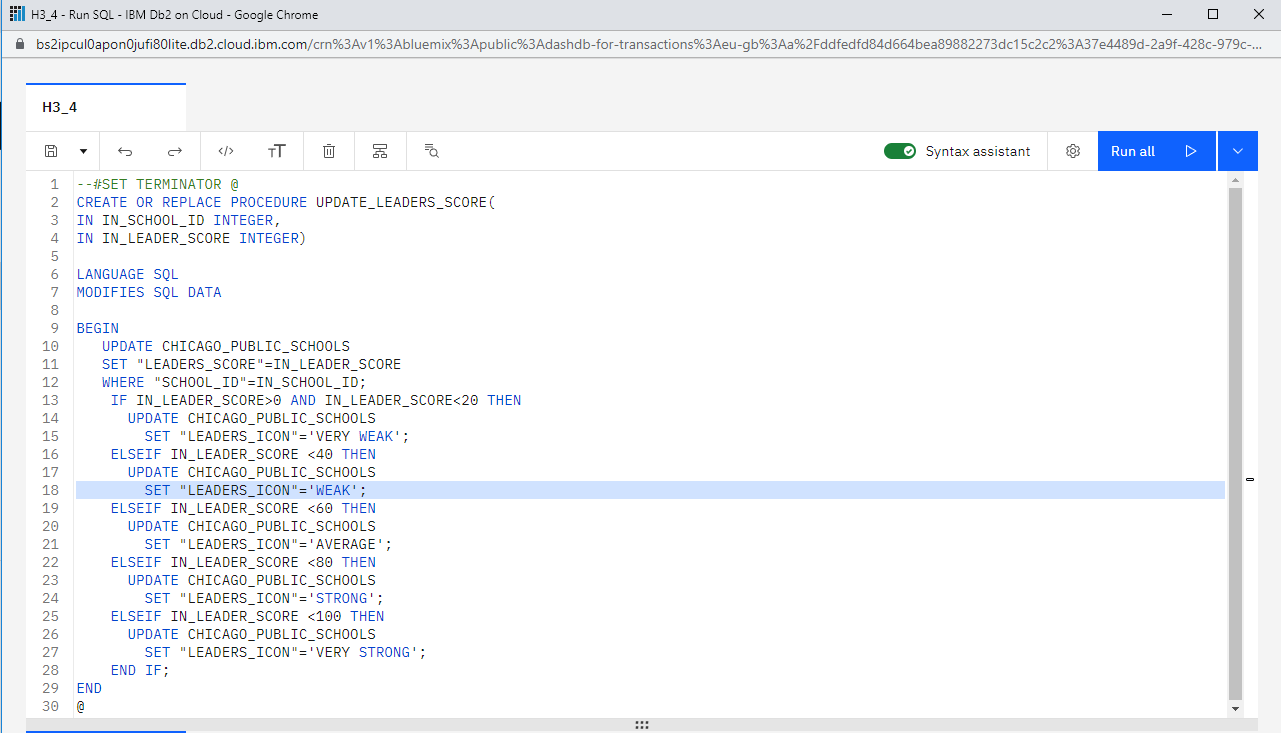 H3_4 - Run SQL - IBM Db2 on Cloud - Google Chrome
bs2ipcul0apon0jufi80lite.db2.cloud.ibm.com/crn%3Av1%3Abluemix%3Apublic%3Adashdb-for-transactions%3Aeu-gb%3Aa%2Fddfedfd84d664bea89882273dc15c2c2%3A37e4489d-2a9f-428c-979c-...
H3_4
Syntax assistant
Run all
1 --#SET TERMINATOR @
2 CREATE OR REPLACE PROCEDURE UPDATE_LEADERS_SCORE(
3 IN IN_SCHOOL_ID INTEGER,
4 IN IN_LEADER_SCORE INTEGER)
5
6 LANGUAGE SQL
7 MODIFIES SQL DATA
8
9 BEGIN
10 UPDATE CHICAGO_PUBLIC_SCHOOLS
11 SET "LEADERS_SCORE"=IN_LEADER_SCORE
12 WHERE "SCHOOL_ID"=IN_SCHOOL_ID;
13 IF IN_LEADER_SCORE>0 AND IN_LEADER_SCORE<20 THEN
14 UPDATE CHICAGO_PUBLIC_SCHOOLS
15 SET "LEADERS_ICON"='VERY WEAK';
16 ELSEIF IN_LEADER_SCORE <40 THEN
17 UPDATE CHICAGO_PUBLIC_SCHOOLS
18 SET "LEADERS_ICON"='WEAK';
19 ELSEIF IN_LEADER_SCORE <60 THEN
20 UPDATE CHICAGO_PUBLIC_SCHOOLS
21 SET "LEADERS_ICON"='AVERAGE';
22 ELSEIF IN_LEADER_SCORE <80 THEN
23 UPDATE CHICAGO_PUBLIC_SCHOOLS
24 SET "LEADERS_ICON"='STRONG';
25 ELSEIF IN_LEADER_SCORE <100 THEN
26 UPDATE CHICAGO_PUBLIC_SCHOOLS
27 SET "LEADERS_ICON"='VERY STRONG';
28 END IF;
29 END
30 @